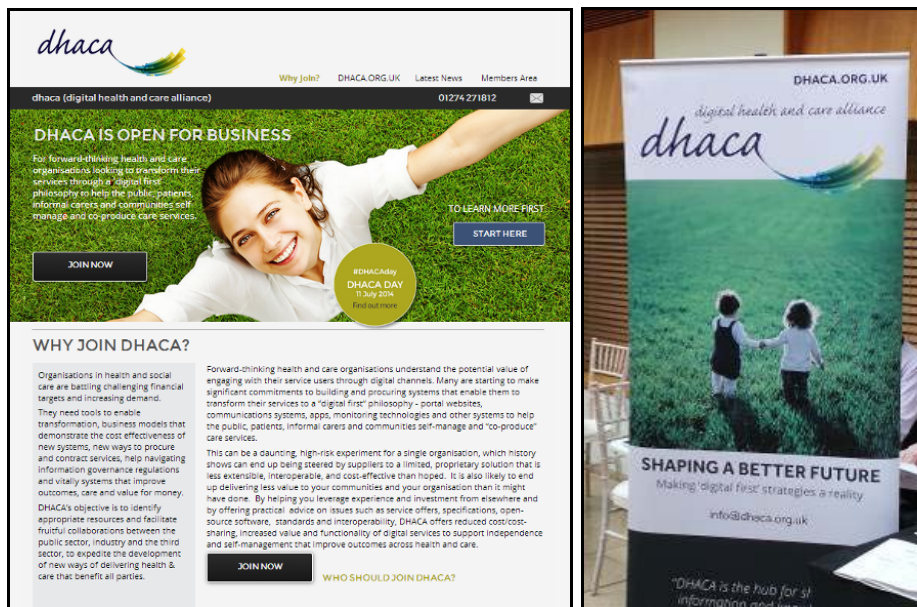 dhaca
Why Join?
DHACA.ORG.UK
Latest News
Members Area
dhaca (digital health and care alliance)
01274 271812
DHACA IS OPEN FOR BUSINESS
For forward-thinking health and care
organisations looking to transform their
services through a 'digital first'
philosophy to help the public, patients,
informal carers and communities self
manage and co-produce care services.
JOIN NOW
TO LEARN MORE FIRST
START HERE
#DHACAday
DHACA DAY
11 July 2014
Find out more
WHY JOIN DHACA?
Organisations in health and social
care are battling challenging financial
targets and increasing demand.
They need tools to enable
transformation, business models that
demonstrate the cost effectiveness of
new systems, new ways to procure
and contract services, help navigating
information governance regulations
and vitally systems that improve
outcomes, care and value for money.
DHACA's objective is to identify
appropriate resources and facilitate
fruitful collaborations between the
public sector, industry and the third
sector, to expedite the development
of new ways of delivering health &
care that benefit all parties.
Forward-thinking health and care organisations understand the potential value of
engaging with their service users through digital channels. Many are starting to make
significant commitments to building and procuring systems that enable them to
transform their services to a "digital first" philosophy - portal websites,
communications systems, apps, monitoring technologies and other systems to help
the public, patients, informal carers and communities self-manage and "co-produce"
care services.
This can be a daunting, high-risk experiment for a single organisation, which history
shows can end up being steered by suppliers to a limited, proprietary solution that is
less extensible, interoperable, and cost-effective than hoped. It is also likely to end
up delivering less value to your communities and your organisation than it might
have done. By helping you leverage experience and investment from elsewhere and
by offering practical advice on issues such as service offers, specifications, open-
source software, standards and interoperability, DHACA offers reduced cost/cost-
sharing, increased value and functionality of digital services to support independence
and self-management that improve outcomes across health and care.
JOIN NOW
WHO SHOULD JOIN DHACA?
DHACA.ORG.UK
digital health and care alliance
dhaca
SHAPING A BETTER FUTURE
Making 'digital first' strategies a reality
info@dhaca.org.uk
"DHACA is the hub for
information and